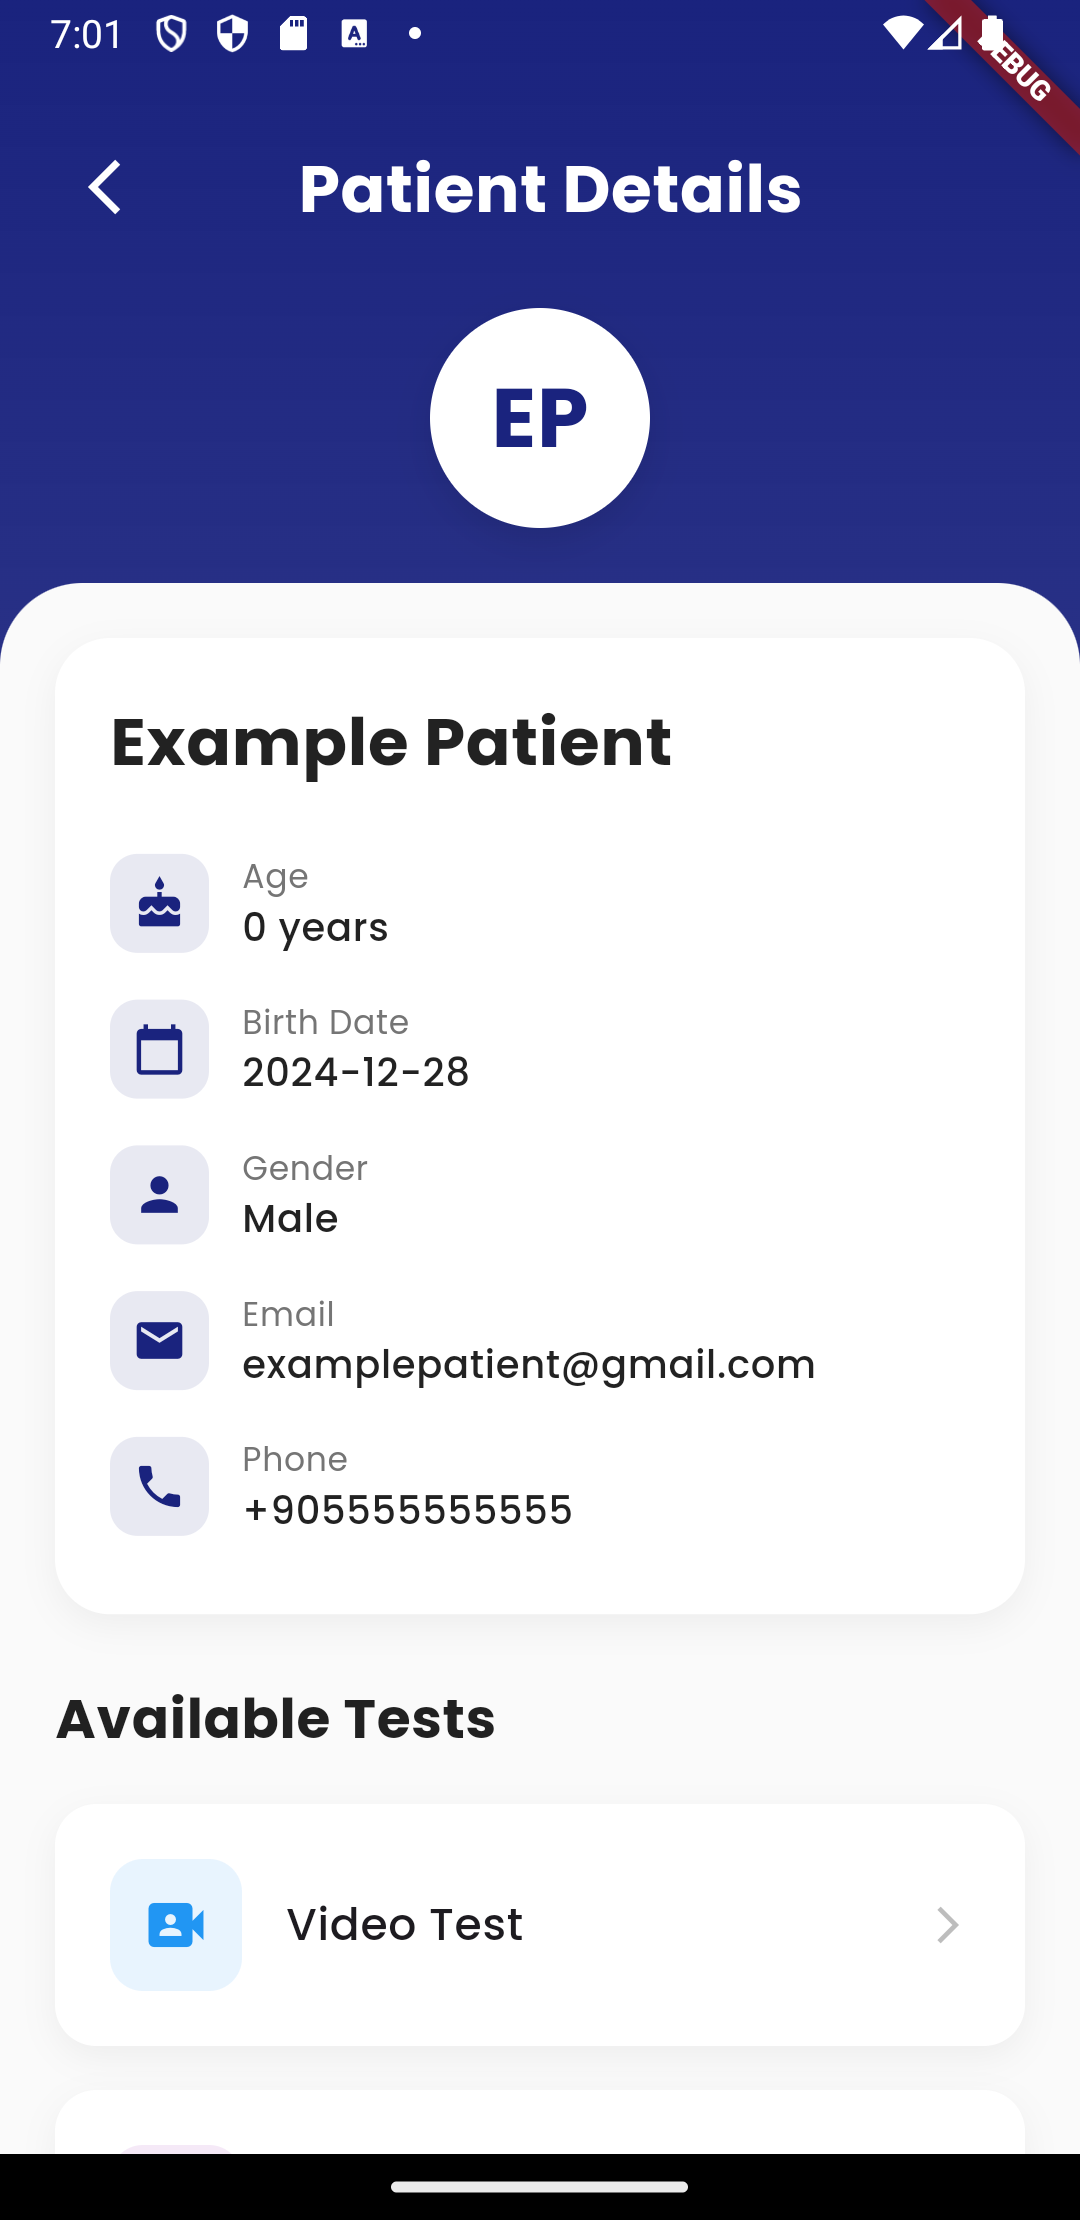 7:01
DEBUG
Patient Details
EP
Example Patient
Age
0 years
Birth Date
2024-12-28
Gender
Male
Email
examplepatient@gmail.com
Phone
+905555555555
Available Tests
Video Test